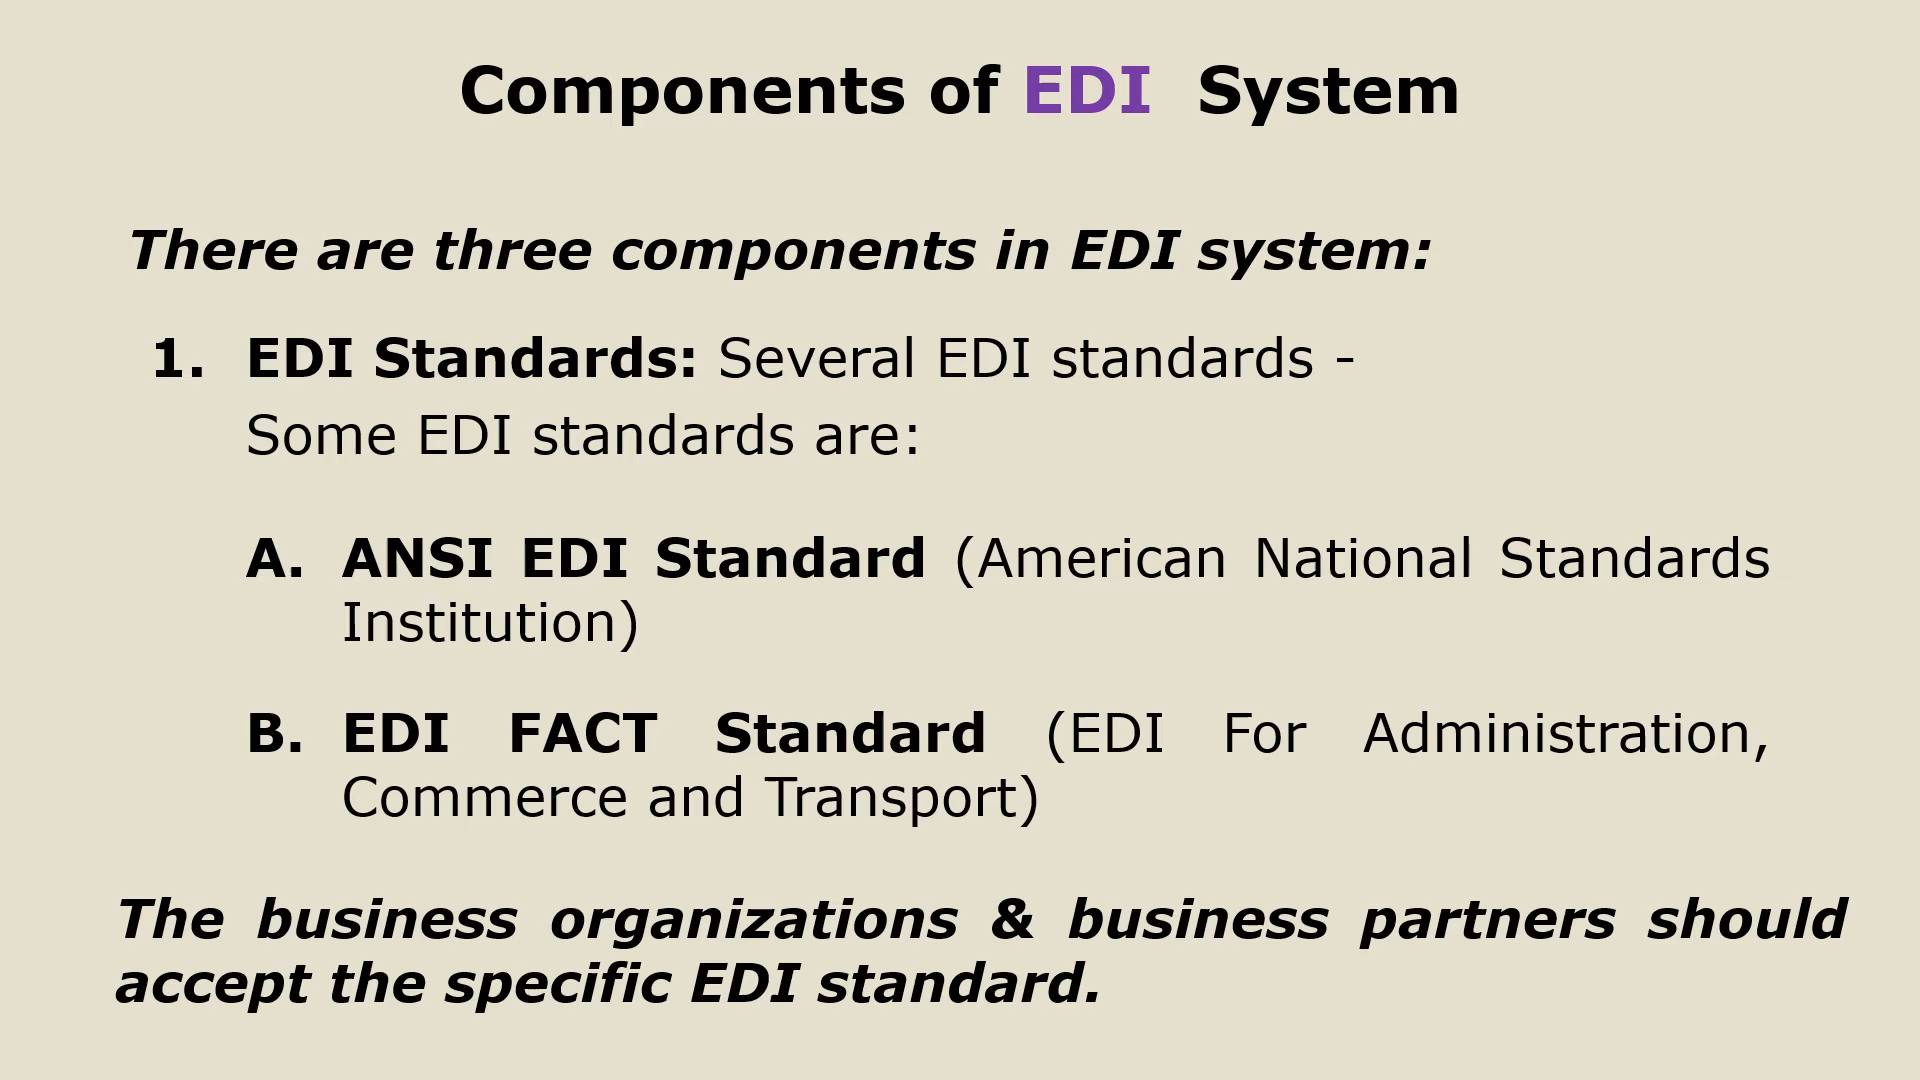 Components of EDI System
There are three components in EDI system:
1. EDI Standards: Several EDI standards -
Some EDI standards are:
A. ANSI EDI Standard (American National Standards
Institution)
B. EDI FACT Standard (EDI For Administration,
Commerce and Transport)
The business organizations & business partners should
accept the specific EDI standard.